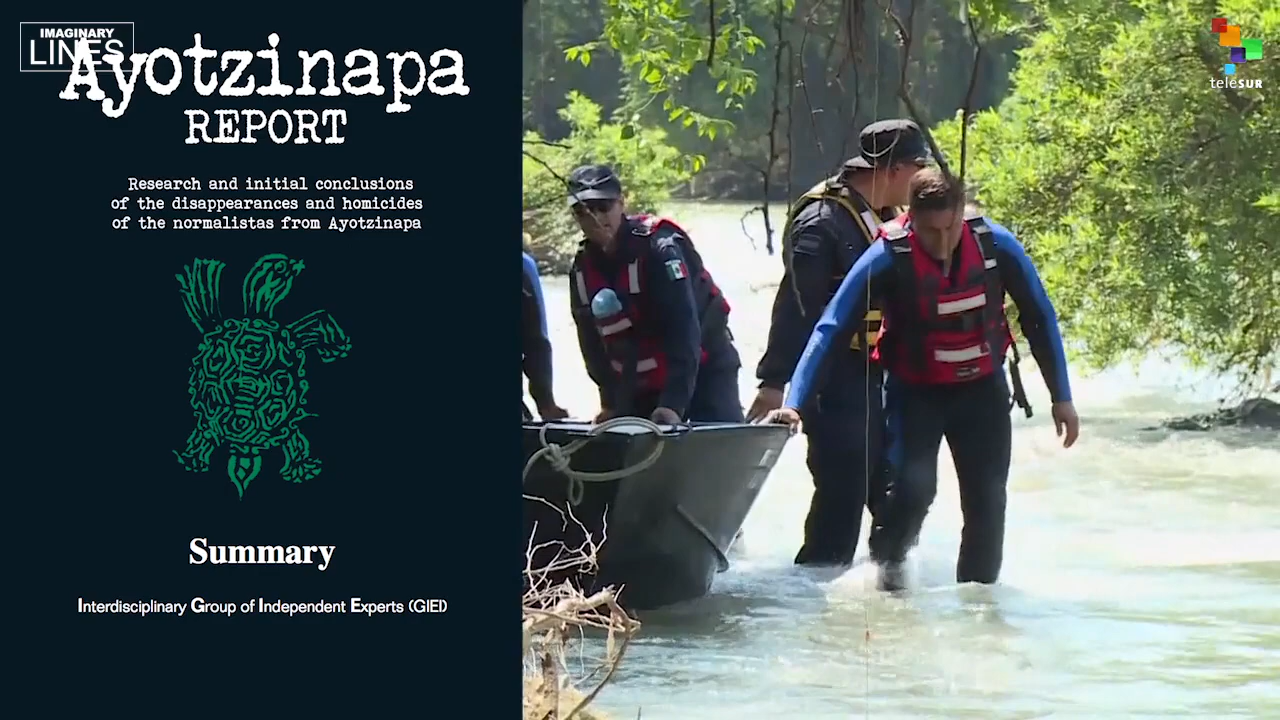 IMAGINARY
LINES
Ayotzinapa
REPORT
Research and initial conclusions
of the disappearances and homicides
of the normalistas from Ayotzinapa
Summary
Interdisciplinary Group of Independent Experts (GIEI)
teleSUR